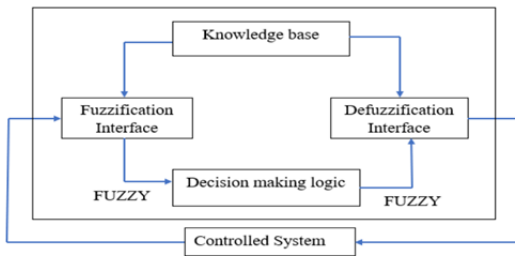 Knowledge base
Fuzzification
Interface
Defuzzification
Interface
Decision making logic
FUZZY
FUZZY
Controlled System